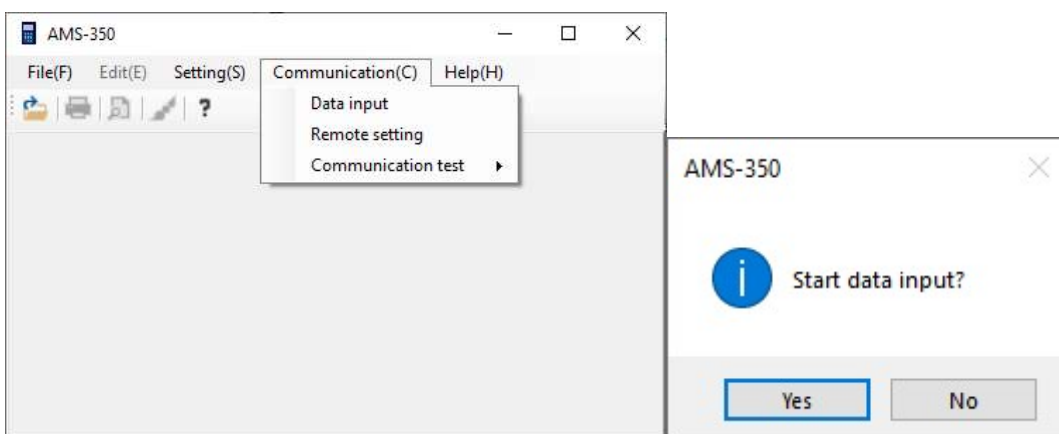 AMS-350
File(F) Edit(E) Setting(S) Communication(C) Help(H)
?
Data input
Remote setting
Communication test
AMS-350
i
Start data input?
Yes No